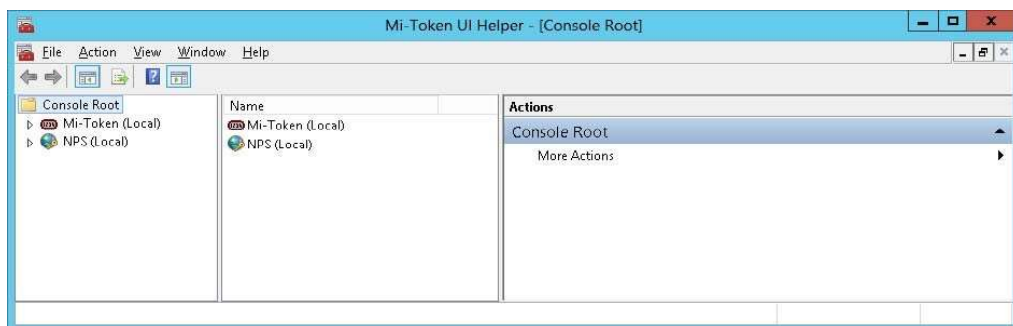 Mi-Token UI Helper - [Console Root]
File Action View Window Help
Console Root
Mi-Token (Local)
NPS (Local)
Name
Mi-Token (Local)
NPS (Local)
Actions
Console Root
More Actions